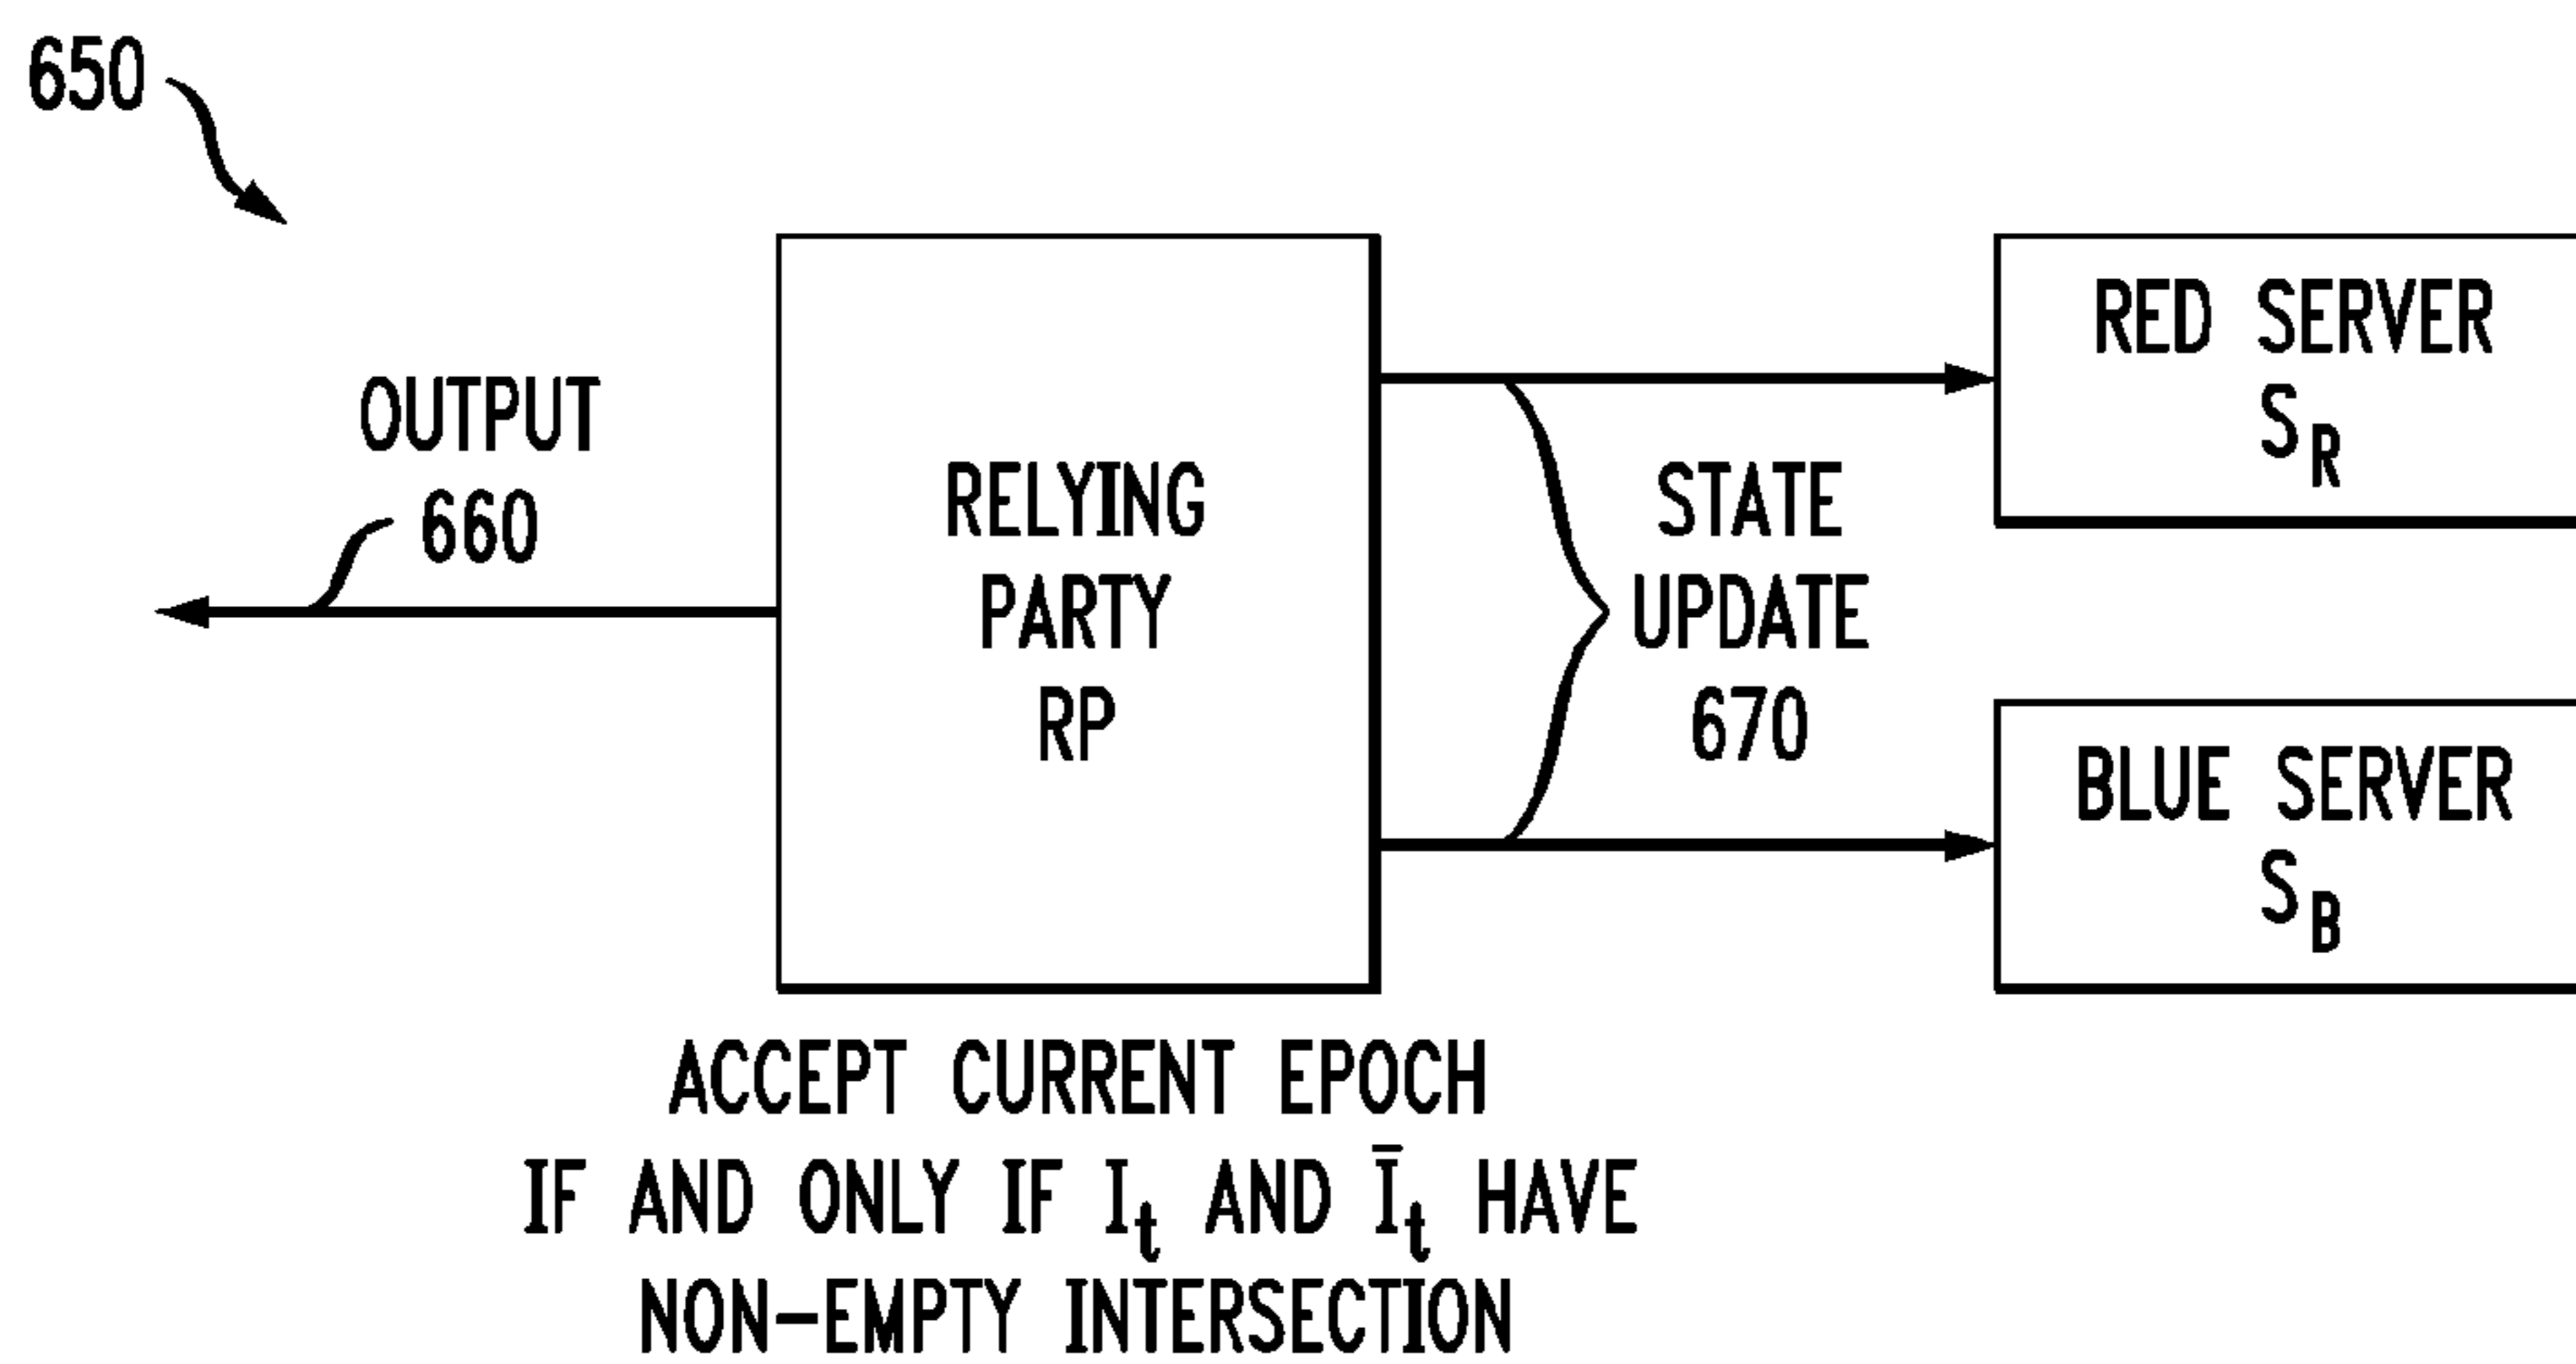 650
OUTPUT
660
RELYING
PARTY
RP
STATE
UPDATE
670
RED SERVER
S_R
BLUE SERVER
S_B
ACCEPT CURRENT EPOCH
IF AND ONLY IF I_t AND Ī_t HAVE
NON-EMPTY INTERSECTION